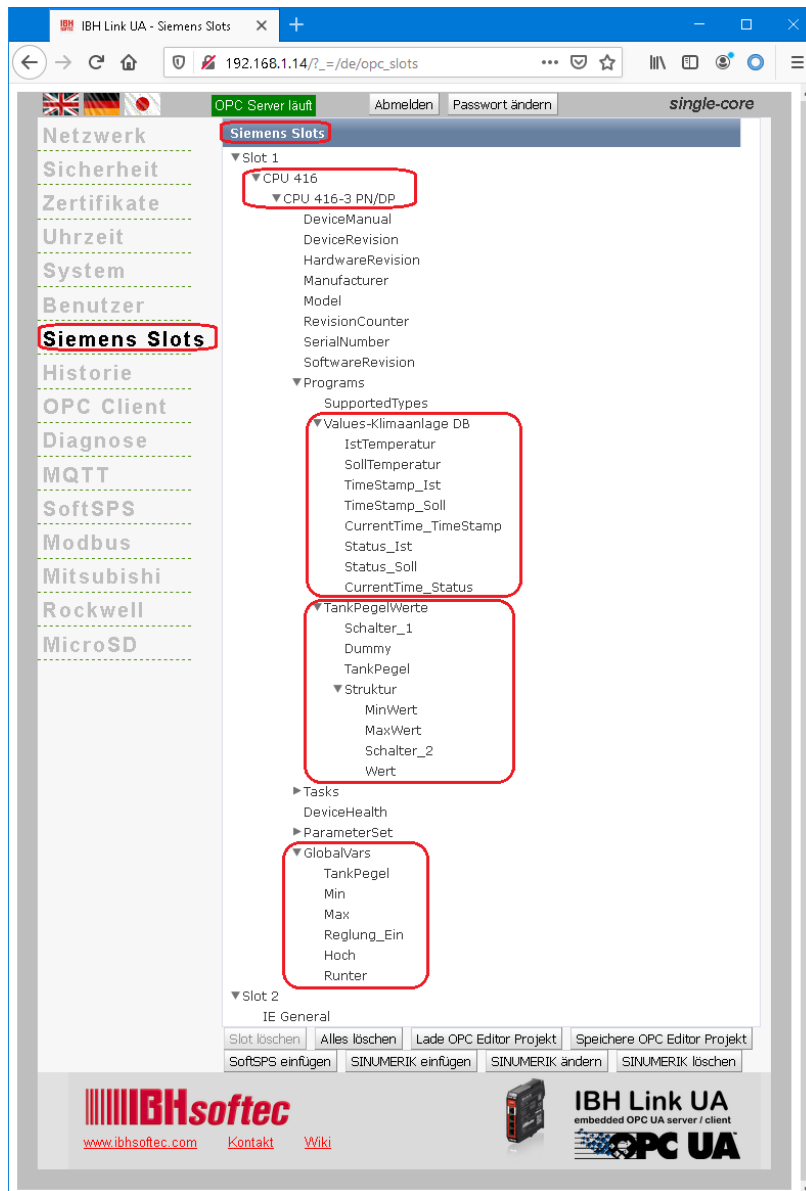 IBH Link UA - Siemens Slots
192.168.1.14/?_=/de/opc_slots
OPC Server läuft Abmelden Passwort ändern single-core
Netzwerk
Sicherheit
Zertifikate
Uhrzeit
System
Benutzer
Siemens Slots
Historie
OPC Client
Diagnose
MQTT
SoftSPS
Modbus
Mitsubishi
Rockwell
MicroSD
Siemens Slots
Slot 1
CPU 416
CPU 416-3 PN/DP
DeviceManual
DeviceRevision
HardwareRevision
Manufacturer
Model
RevisionCounter
SerialNumber
SoftwareRevision
Programs
SupportedTypes
Values-Klimaanlage DB
IstTemperatur
SollTemperatur
TimeStamp_Ist
TimeStamp_Soll
CurrentTime_TimeStamp
Status_Ist
Status_Soll
CurrentTime_Status
TankPegelWerte
Schalter_1
Dummy
TankPegel
Struktur
MinWert
MaxWert
Schalter_2
Wert
Tasks
DeviceHealth
ParameterSet
GlobalVars
TankPegel
Min
Max
Reglung_Ein
Hoch
Runter
Slot 2
IE General
Slot löschen Alles löschen Lade OPC Editor Projekt Speichere OPC Editor Projekt
SoftSPS einfügen SINUMERIK einfügen SINUMERIK ändern SINUMERIK löschen
IBHsoftec
www.ibhsoftec.com Kontakt Wiki
IBH Link UA
embedded OPC UA server / client
OPC UA